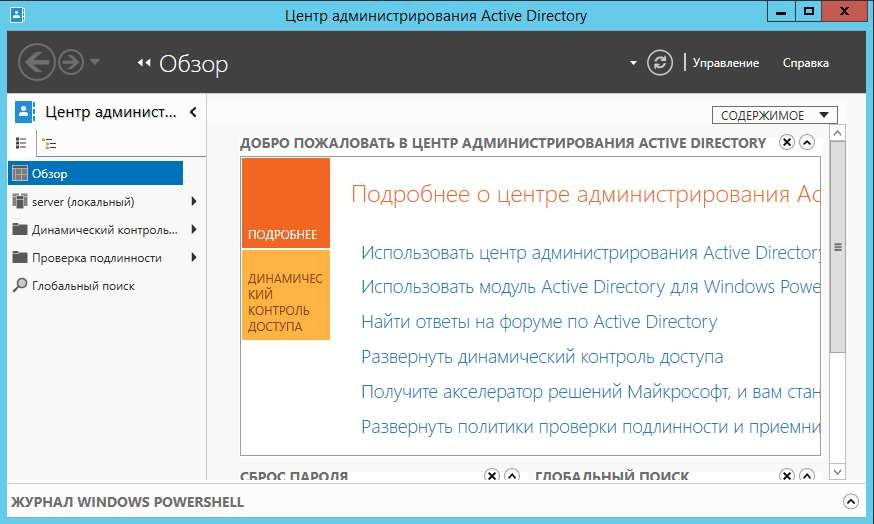 Центр администрирования Active Directory
Обзор
Управление
Справка
Центр админист...
СОДЕРЖИМОЕ
Обзор
server (локальный)
Динамический контроль...
Проверка подлинности
Глобальный поиск
ДОБРО ПОЖАЛОВАТЬ В ЦЕНТР АДМИНИСТРИРОВАНИЯ ACTIVE DIRECTORY
ПОДРОБНЕЕ
ДИНАМИЧЕС
КИЙ
КОНТРОЛЬ
ДОСТУПА
Подробнее о центре администрирования Ac
Использовать центр администрирования Active Directory
Использовать модуль Active Directory для Windows Powe
Найти ответы на форуме по Active Directory
Развернуть динамический контроль доступа
Получите акселератор решений Майкрософт, и вам стан
Развернуть политики проверки подлинности и приемни
СБРОС ПАРОЛЯ
ГЛОБАЛЬНЫЙ ПОИСК
ЖУРНАЛ WINDOWS POWERSHELL